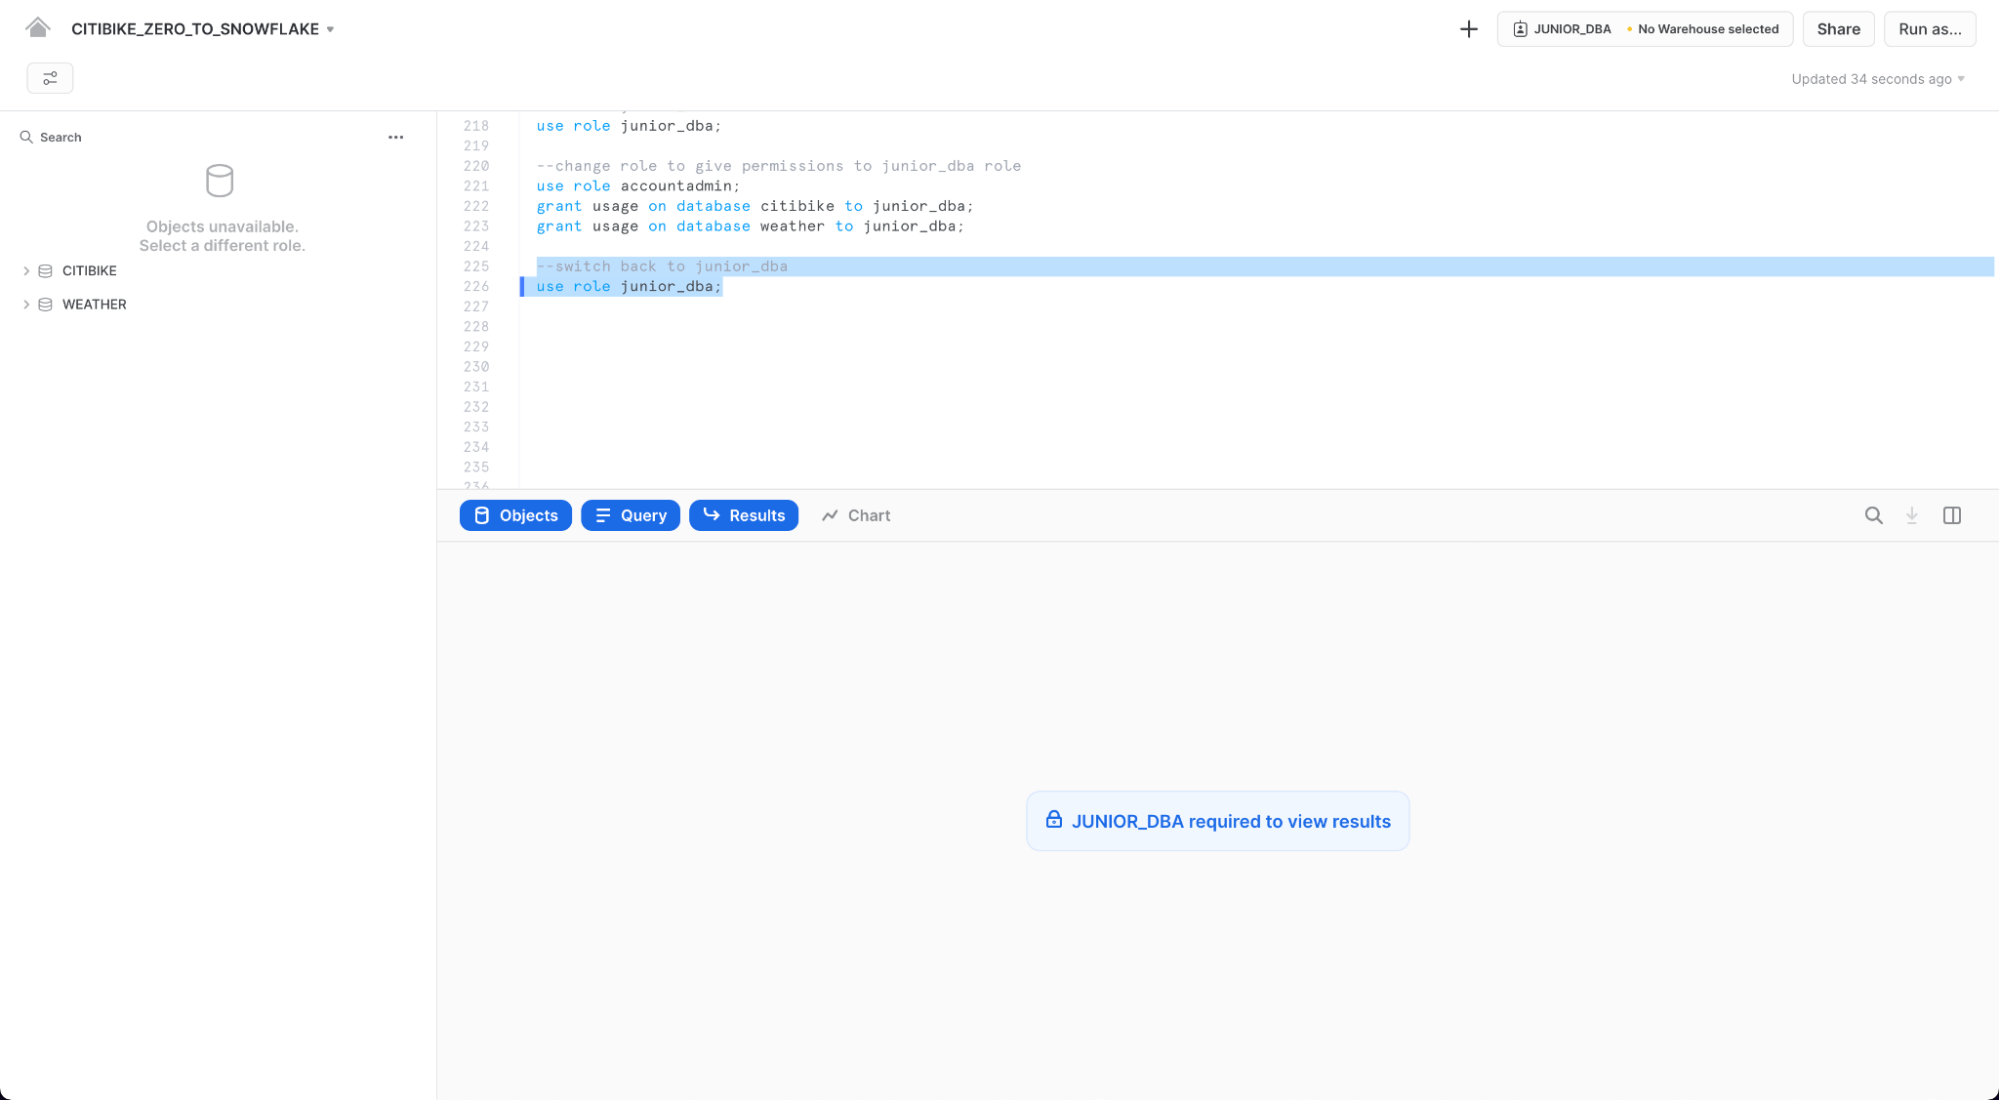 CITIBIKE_ZERO_TO_SNOWFLAKE
JUNIOR_DBA No Warehouse selected
Share
Run as...
Updated 34 seconds ago
Search
Objects unavailable.
Select a different role.
CITIBIKE
WEATHER
218 use role junior_dba;
219
220 --change role to give permissions to junior_dba role
221 use role accountadmin;
222 grant usage on database citibike to junior_dba;
223 grant usage on database weather to junior_dba;
224
225 --switch back to junior_dba
226 use role junior_dba;
227
228
229
230
231
232
233
234
235
236
Objects
Query
Results
Chart
JUNIOR_DBA required to view results